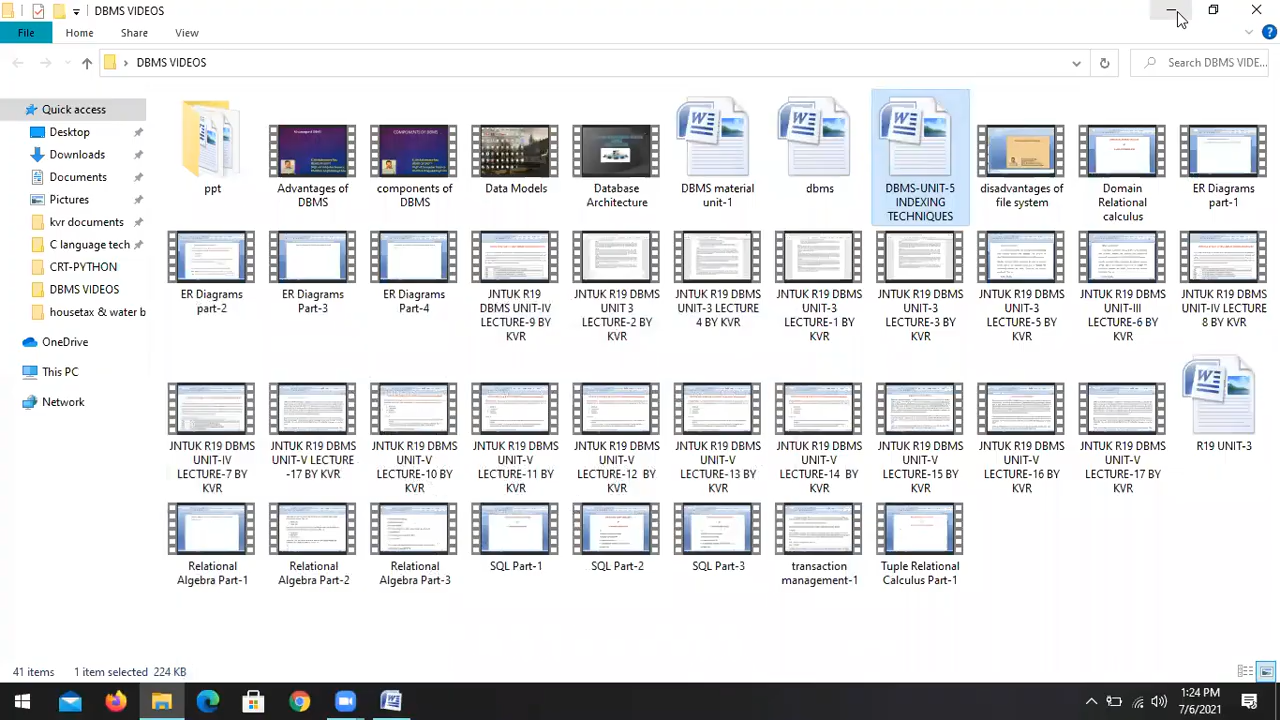 DBMS VIDEOS
File Home Share View
DBMS VIDEOS
Search DBMS VIDE...
Quick access
Desktop
Downloads
Documents
Pictures
kvr documents
C language tech
CRT-PYTHON
DBMS VIDEOS
housetax & water b
OneDrive
This PC
Network
ppt
Advantages of
DBMS
components of
DBMS
Data Models
Database
Architecture
DBMS material
unit-1
dbms
DBMS-UNIT-5
INDEXING
TECHNIQUES
disadvantages of
file system
Domain
Relational
calculus
ER Diagrams
part-1
ER Diagrams
part-2
ER Diagrams
Part-3
ER Diagrams
Part-4
JNTUK R19
DBMS UNIT-IV
LECTURE-9 BY
KVR
JNTUK R19 DBMS
UNIT 3
LECTURE-2 BY
KVR
JNTUK R19 DBMS
UNIT-3 LECTURE
4 BY KVR
JNTUK R19 DBMS
UNIT-3
LECTURE-1 BY
KVR
JNTUK R19 DBMS
UNIT-3
LECTURE-3 BY
KVR
JNTUK R19 DBMS
UNIT-3
LECTURE-5 BY
KVR
JNTUK R19 DBMS
UNIT-III
LECTURE-6 BY
KVR
JNTUK R19 DBMS
UNIT-IV LECTURE
8 BY KVR
JNTUK R19 DBMS
UNIT-IV
LECTURE-7 BY
KVR
JNTUK R19 DBMS
UNIT-V LECTURE
-17 BY KVR
JNTUK R19 DBMS
UNIT-V
LECTURE-10 BY
KVR
JNTUK R19 DBMS
UNIT-V
LECTURE-11 BY
KVR
JNTUK R19 DBMS
UNIT-V
LECTURE-12 BY
KVR
JNTUK R19 DBMS
UNIT-V
LECTURE-13 BY
KVR
JNTUK R19 DBMS
UNIT-V
LECTURE-14 BY
KVR
JNTUK R19 DBMS
UNIT-V
LECTURE-15 BY
KVR
JNTUK R19 DBMS
UNIT-V
LECTURE-16 BY
KVR
JNTUK R19 DBMS
UNIT-V
LECTURE-17 BY
KVR
R19 UNIT-3
Relational
Algebra Part-1
Relational
Algebra Part-2
Relational
Algebra Part-3
SQL Part-1
SQL Part-2
SQL Part-3
transaction
management-1
Tuple Relational
Calculus Part-1
41 items 1 item selected 224 KB
1:24 PM
7/6/2021